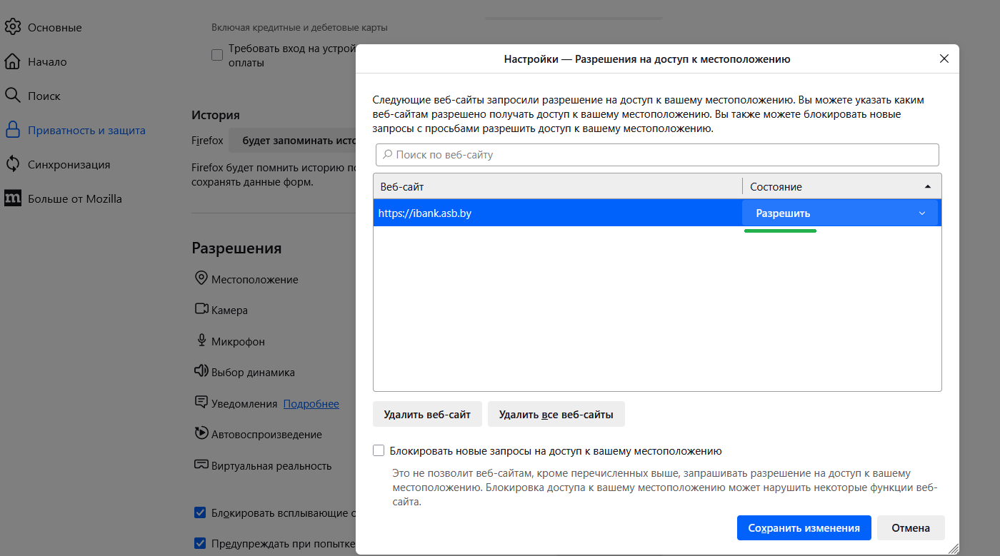 Основные
Начало
Поиск
Приватность и защита
Синхронизация
m
Больше от Mozilla
Включая кредитные и дебетовые карты
Требовать вход на устрой
оплаты
История
Firefox
будет запоминать исто
Firefox будет помнить историю по
сохранять данные форм.
Разрешения
Местоположение
Камера
Микрофон
Выбор динамика
Уведомления Подробнее
Автовоспроизведение
Виртуальная реальность
Блокировать всплывающие о
Предупреждать при попытке
Настройки — Разрешения на доступ к местоположению
Следующие веб-сайты запросили разрешение на доступ к вашему местоположению. Вы можете указать каким
веб-сайтам разрешено получать доступ к вашему местоположению. Вы также можете блокировать новые
запросы с просьбами разрешить доступ к вашему местоположению.
Поиск по веб-сайту
Веб-сайт Состояние
https://ibank.asb.by Разрешить
Удалить веб-сайт Удалить все веб-сайты
Блокировать новые запросы на доступ к вашему местоположению
Это не позволит веб-сайтам, кроме перечисленных выше, запрашивать разрешение на доступ к вашему
местоположению. Блокировка доступа к вашему местоположению может нарушить некоторые функции веб-
сайта.
Сохранить изменения Отмена